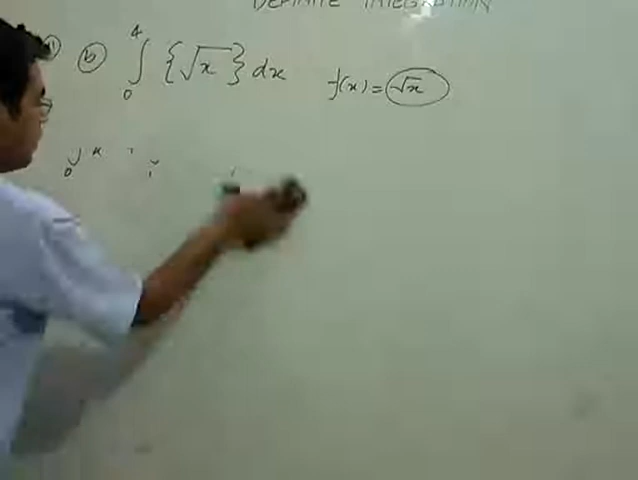 DEFINITE INTEGRATION
(b) ∫₀⁴ {√x} dx f(x) = √x